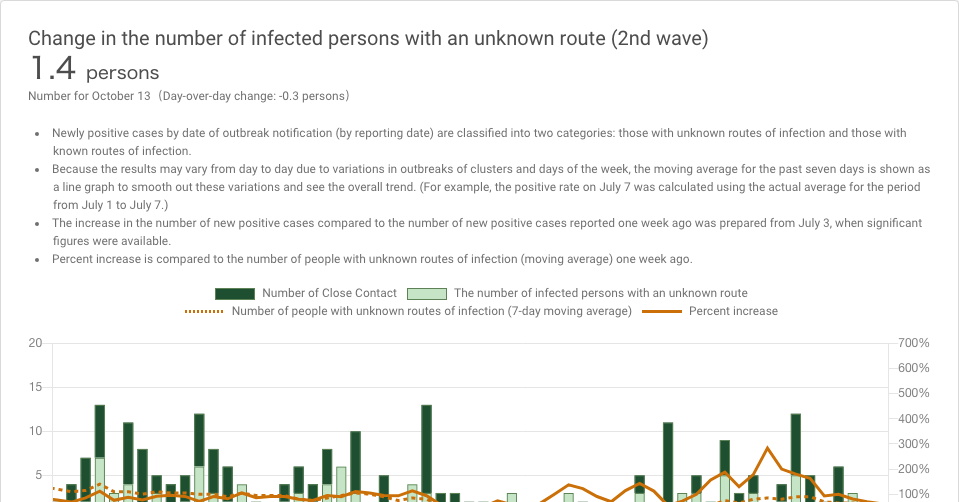 Change in the number of infected persons with an unknown route (2nd wave)
1.4 persons
Number for October 13（Day-over-day change: -0.3 persons）
Newly positive cases by date of outbreak notification (by reporting date) are classified into two categories: those with unknown routes of infection and those with
known routes of infection.
Because the results may vary from day to day due to variations in outbreaks of clusters and days of the week, the moving average for the past seven days is shown as
a line graph to smooth out these variations and see the overall trend. (For example, the positive rate on July 7 was calculated using the actual average for the period
from July 1 to July 7.)
The increase in the number of new positive cases compared to the number of new positive cases reported one week ago was prepared from July 3, when significant
figures were available.
Percent increase is compared to the number of people with unknown routes of infection (moving average) one week ago.
Number of Close Contact The number of infected persons with an unknown route
Number of people with unknown routes of infection (7-day moving average) Percent increase
20 700%
600%
15 500%
400%
10 300%
5 200%
100%